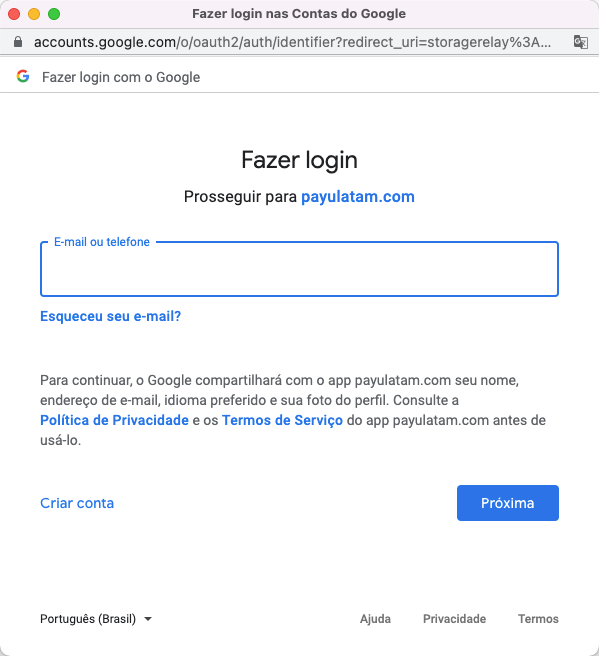 Fazer login nas Contas do Google
accounts.google.com/o/oauth2/auth/identifier?redirect_uri=storagerelay%3A...
Fazer login com o Google
Fazer login
Prosseguir para payulatam.com
E-mail ou telefone
Esqueceu seu e-mail?
Para continuar, o Google compartilhará com o app payulatam.com seu nome,
endereço de e-mail, idioma preferido e sua foto do perfil. Consulte a
Política de Privacidade e os Termos de Serviço do app payulatam.com antes de
usá-lo.
Criar conta
Próxima
Português (Brasil)
Ajuda
Privacidade
Termos